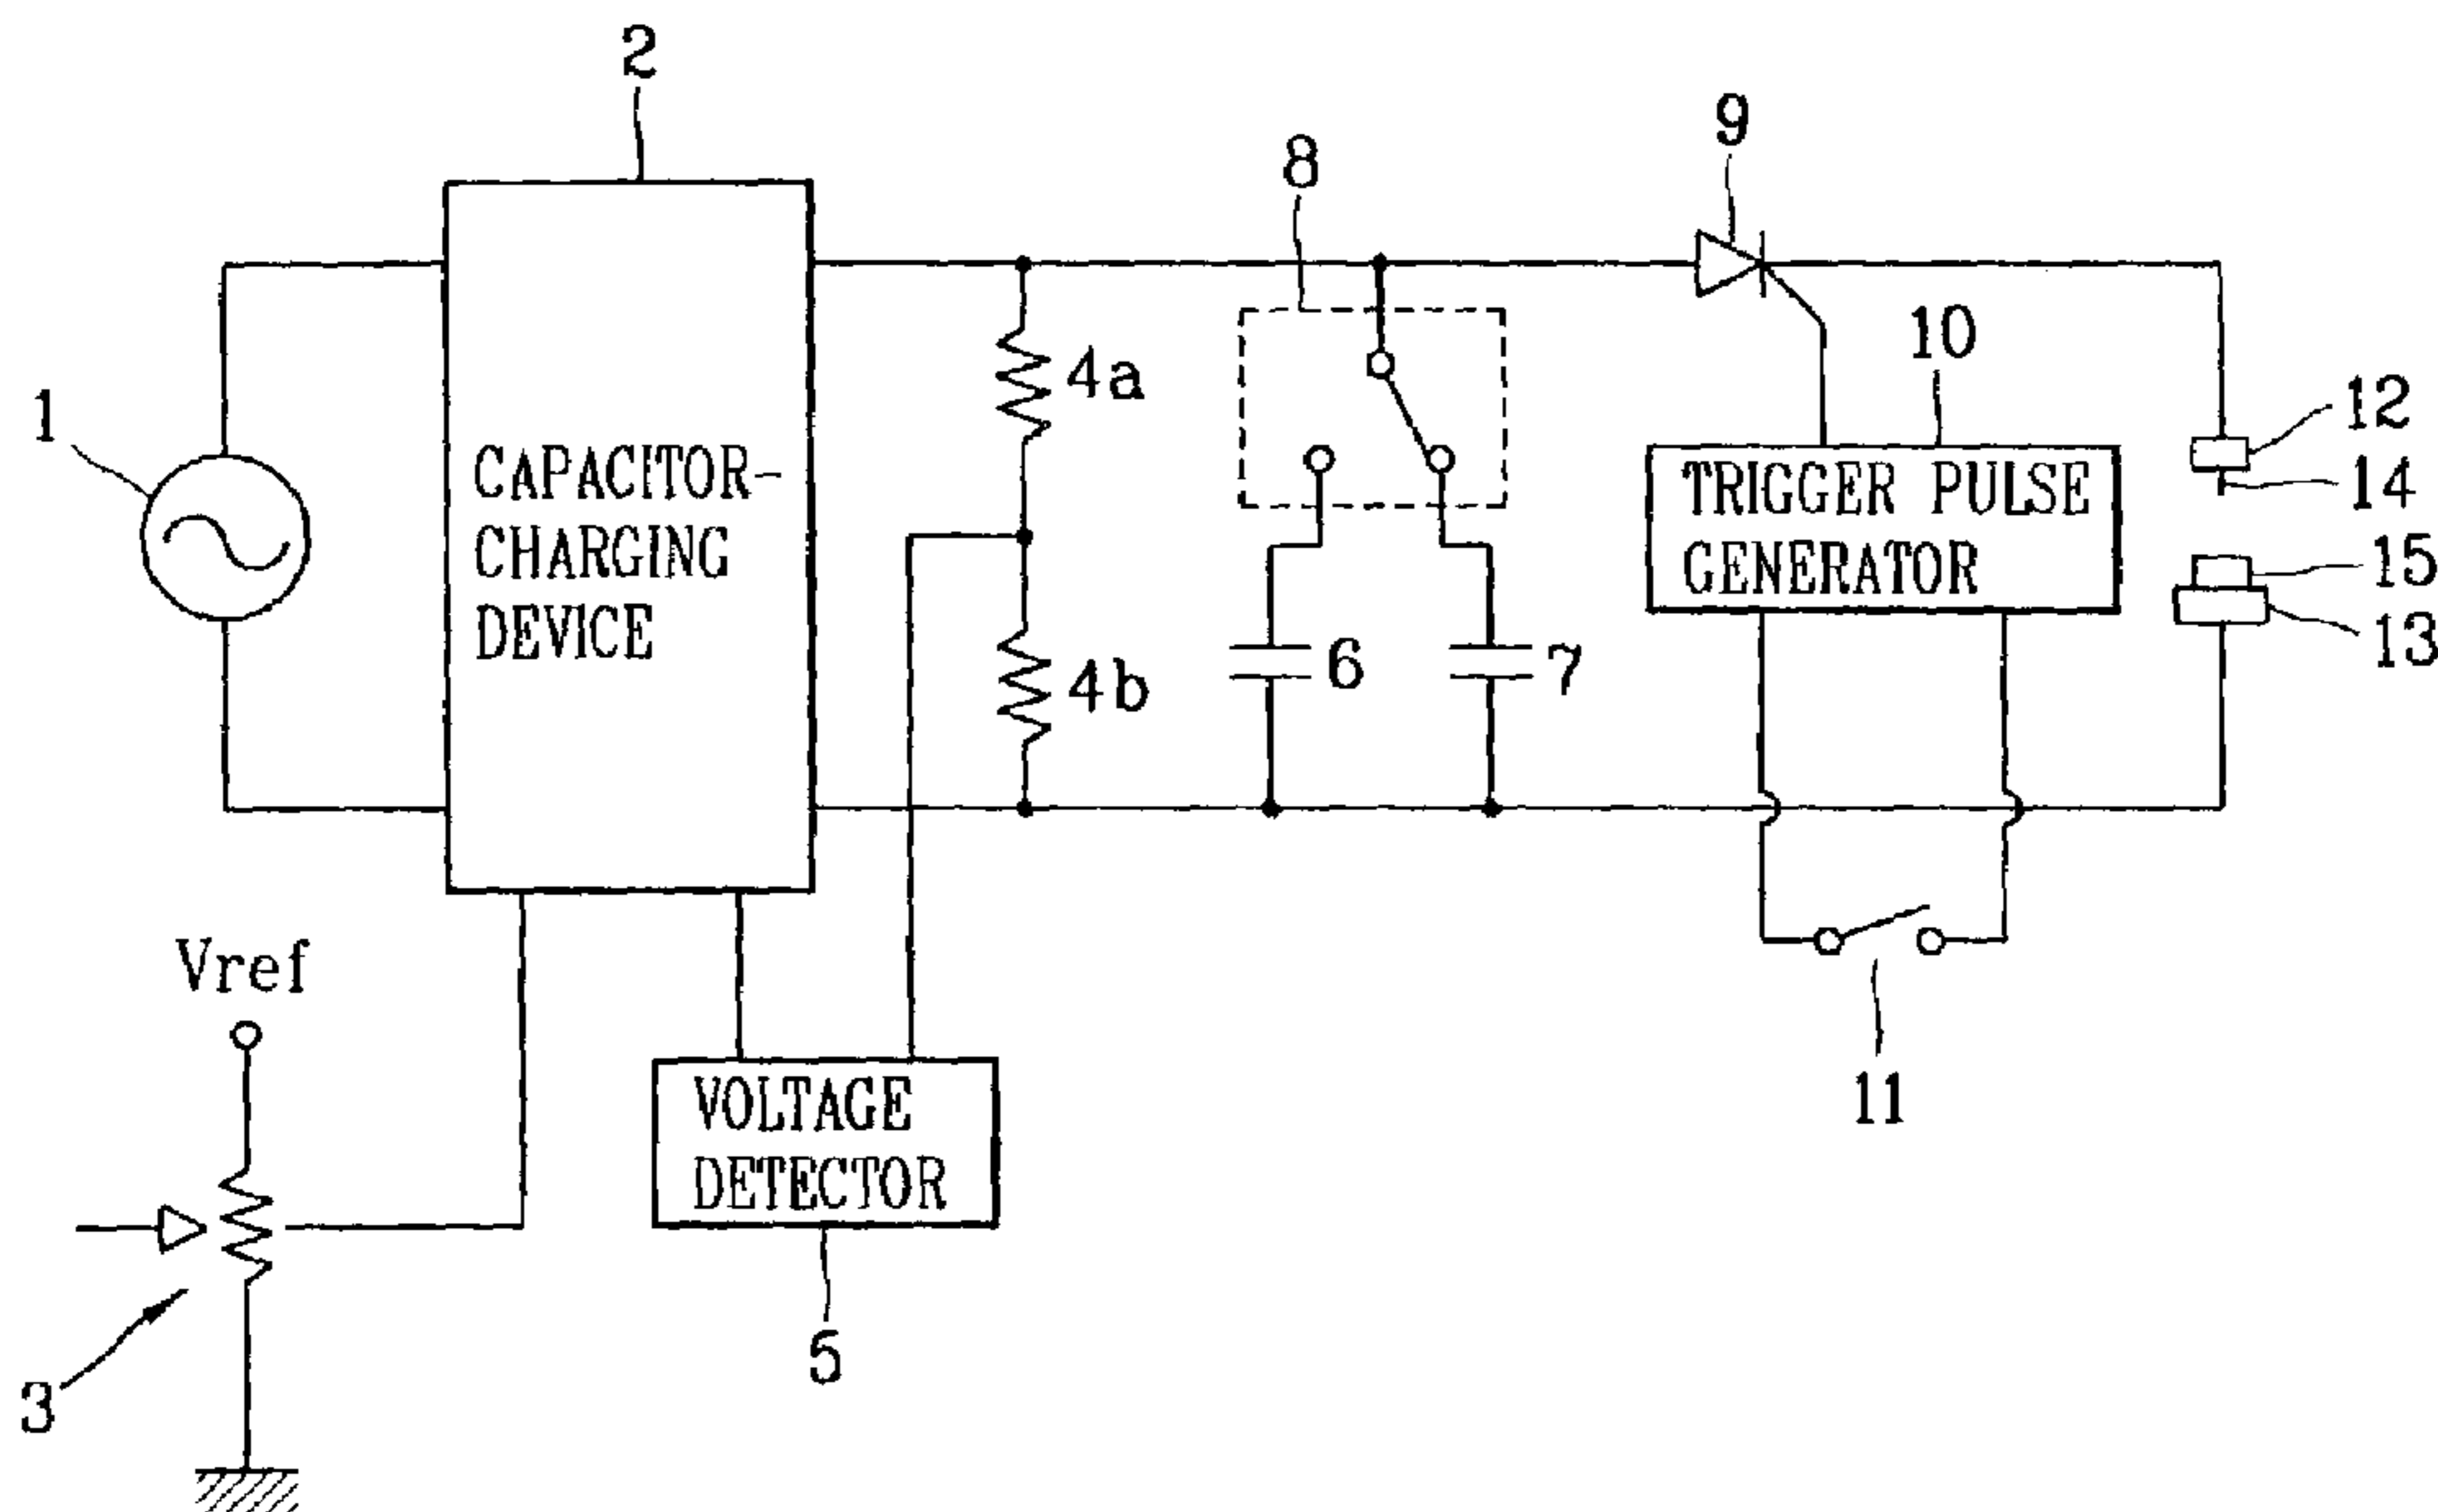 2
9
8
10
4a
1
12
CAPACITOR-
CHARGING
DEVICE
TRIGGER PULSE
GENERATOR
14
15
13
4b
6
7
Vref
11
VOLTAGE
DETECTOR
5
3